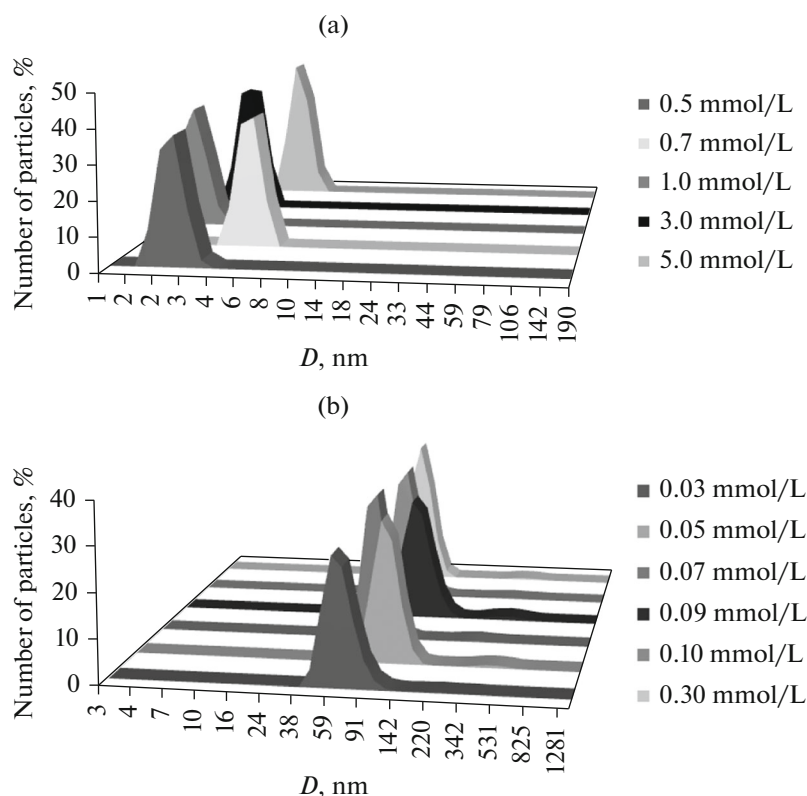 (a)
Number of particles, %
50
40
30
20
10
0
1 2 2 3 4 6 8 10 14 18 24 33 44 59 79 106 142 190
D, nm
0.5 mmol/L
0.7 mmol/L
1.0 mmol/L
3.0 mmol/L
5.0 mmol/L
(b)
Number of particles, %
40
30
20
10
0
3 4 7 10 16 24 38 59 91 142 220 342 531 825 1281
D, nm
0.03 mmol/L
0.05 mmol/L
0.07 mmol/L
0.09 mmol/L
0.10 mmol/L
0.30 mmol/L